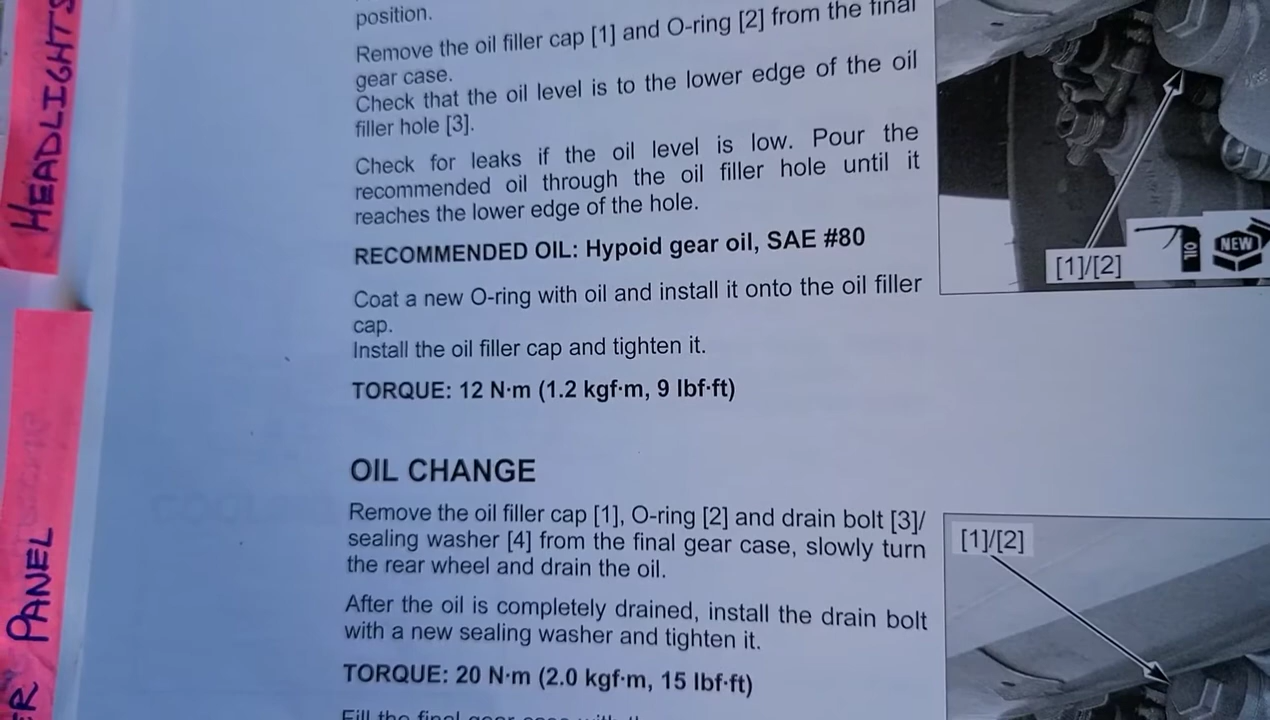 HEADLIGHTS
PANEL
position.
Remove the oil filler cap [1] and O-ring [2] from the final
gear case.
Check that the oil level is to the lower edge of the oil
filler hole [3].
Check for leaks if the oil level is low. Pour the
recommended oil through the oil filler hole until it
reaches the lower edge of the hole.
RECOMMENDED OIL: Hypoid gear oil, SAE #80
Coat a new O-ring with oil and install it onto the oil filler
cap.
Install the oil filler cap and tighten it.
TORQUE: 12 N·m (1.2 kgf·m, 9 lbf·ft)
[1]/[2]
OIL
NEW
OIL CHANGE
Remove the oil filler cap [1], O-ring [2] and drain bolt [3]/
sealing washer [4] from the final gear case, slowly turn
the rear wheel and drain the oil.
After the oil is completely drained, install the drain bolt
with a new sealing washer and tighten it.
TORQUE: 20 N·m (2.0 kgf·m, 15 lbf·ft)
Fill the final gear case with
[1]/[2]